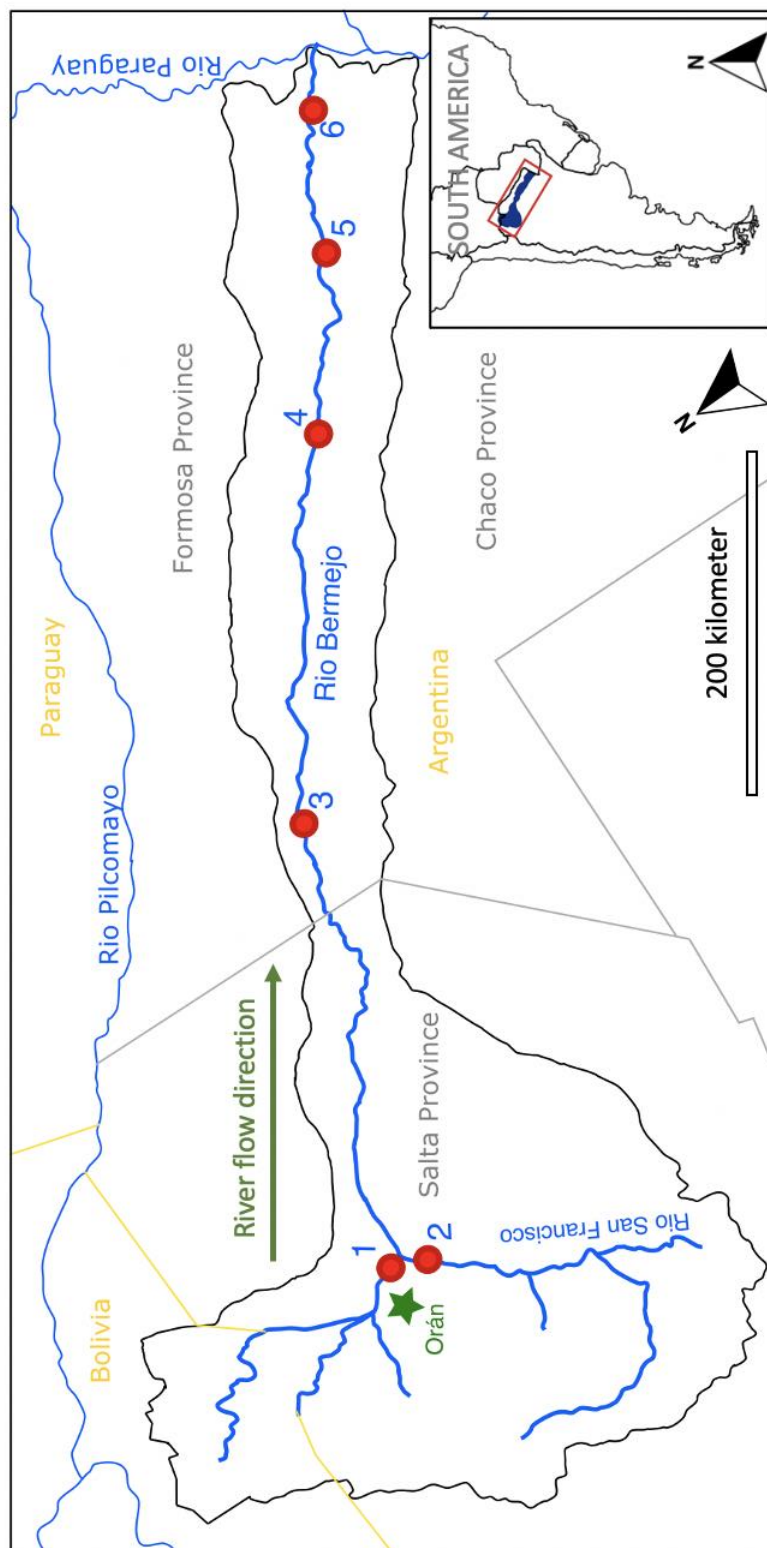 Rio Paraguay
6
5
4
3
1
2
Formosa Province
Chaco Province
SOUTH AMERICA
N
N
Paraguay
Rio Bermejo
Argentina
200 kilometer
Rio Pilcomayo
River flow direction
Salta Province
Rio San Francisco
Bolivia
Orán